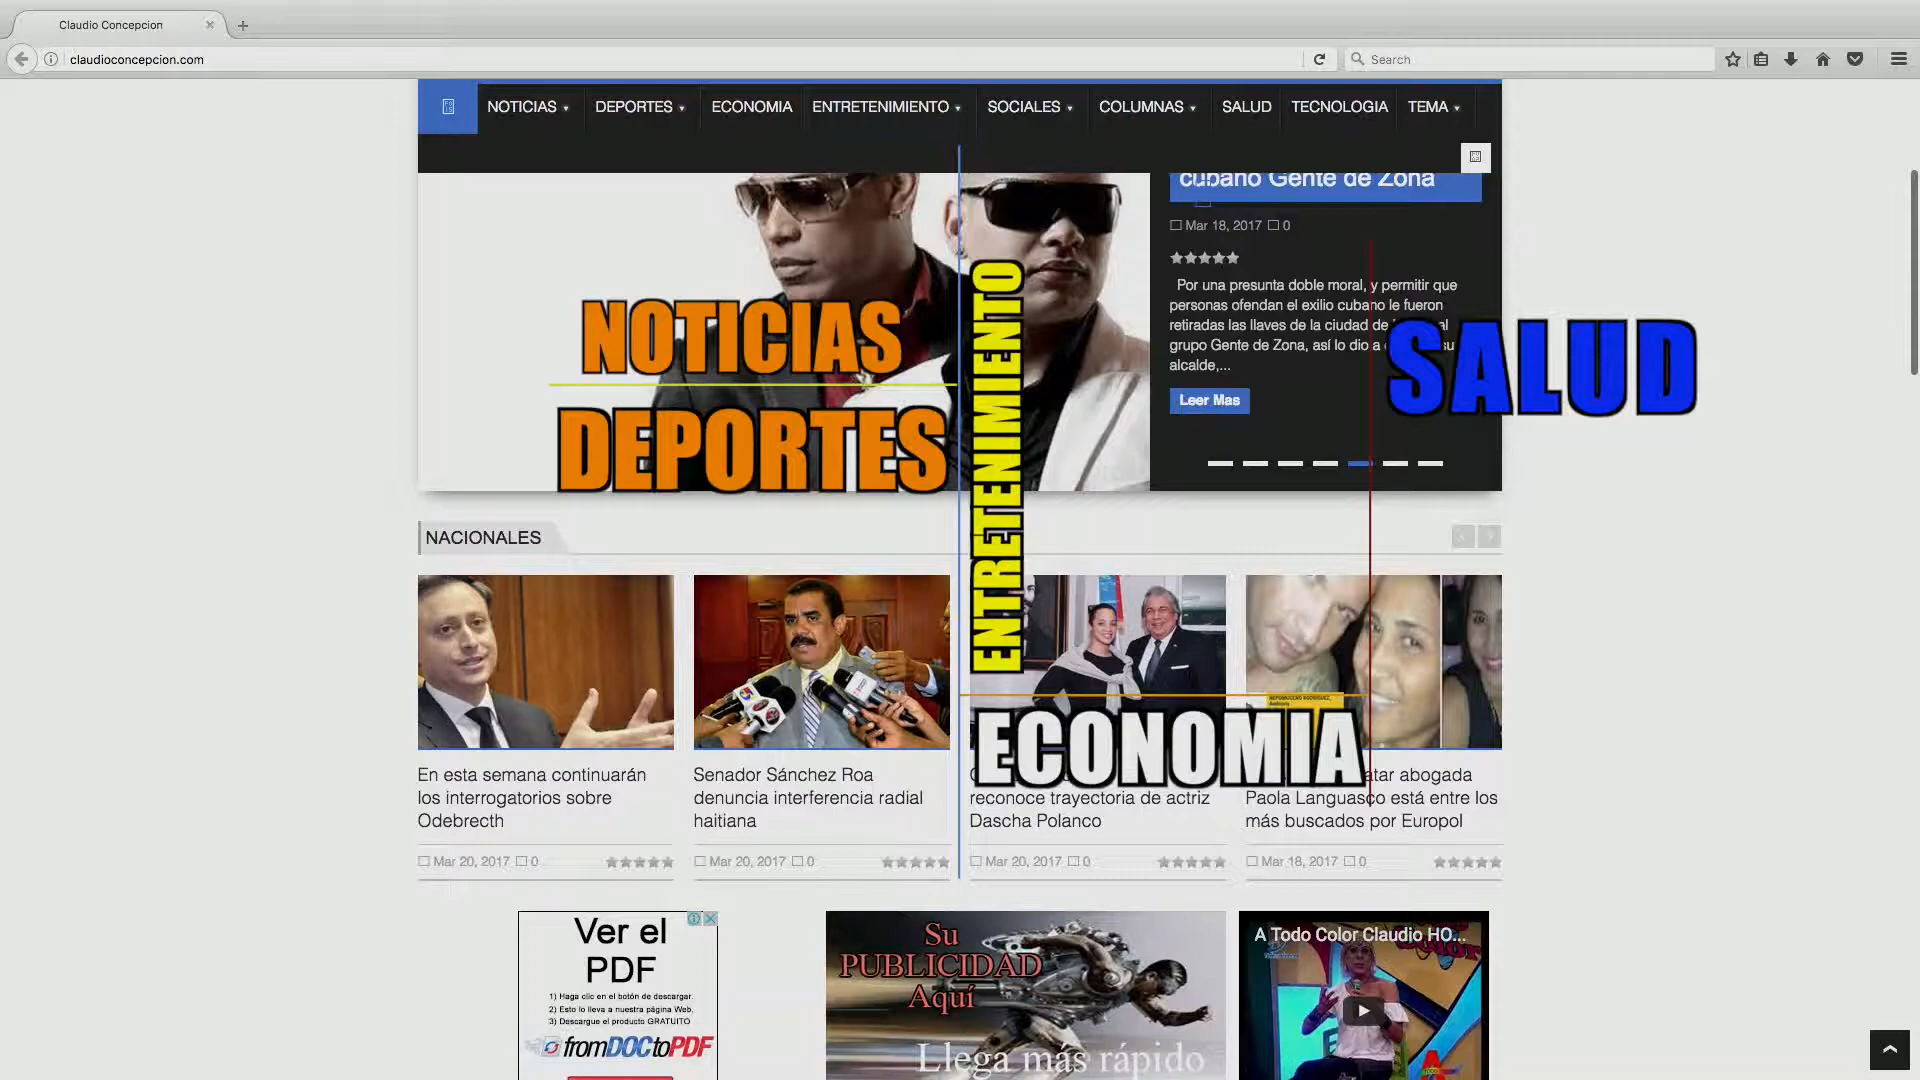 Claudio Concepcion
claudioconcepcion.com
Search
NOTICIAS
DEPORTES
ECONOMIA
ENTRETENIMIENTO
SOCIALES
COLUMNAS
SALUD
TECNOLOGIA
TEMA
cubano Gente de Zona
Mar 18, 2017 0
Por una presunta doble moral, y permitir que
personas ofendan el exilio cubano le fueron
retiradas las llaves de la ciudad de al
grupo Gente de Zona, así lo dio a su
alcalde,...
Leer Mas
NOTICIAS
DEPORTES
ENTRETENIMIENTO
SALUD
ECONOMIA
NACIONALES
En esta semana continuarán
los interrogatorios sobre
Odebrecth
Mar 20, 2017 0
Senador Sánchez Roa
denuncia interferencia radial
haitiana
Mar 20, 2017 0
reconoce trayectoria de actriz
Dascha Polanco
Mar 20, 2017 0
abogada
Paola Languasco está entre los
más buscados por Europol
Mar 18, 2017 0
Ver el
PDF
1) Haga clic en el botón de descargar.
2) Esto lo lleva a nuestra página Web.
3) Descargue el producto GRATUITO
fromDOCtoPDF
Su
PUBLICIDAD
Aquí
Llega más rápido
A Todo Color Claudio HO...